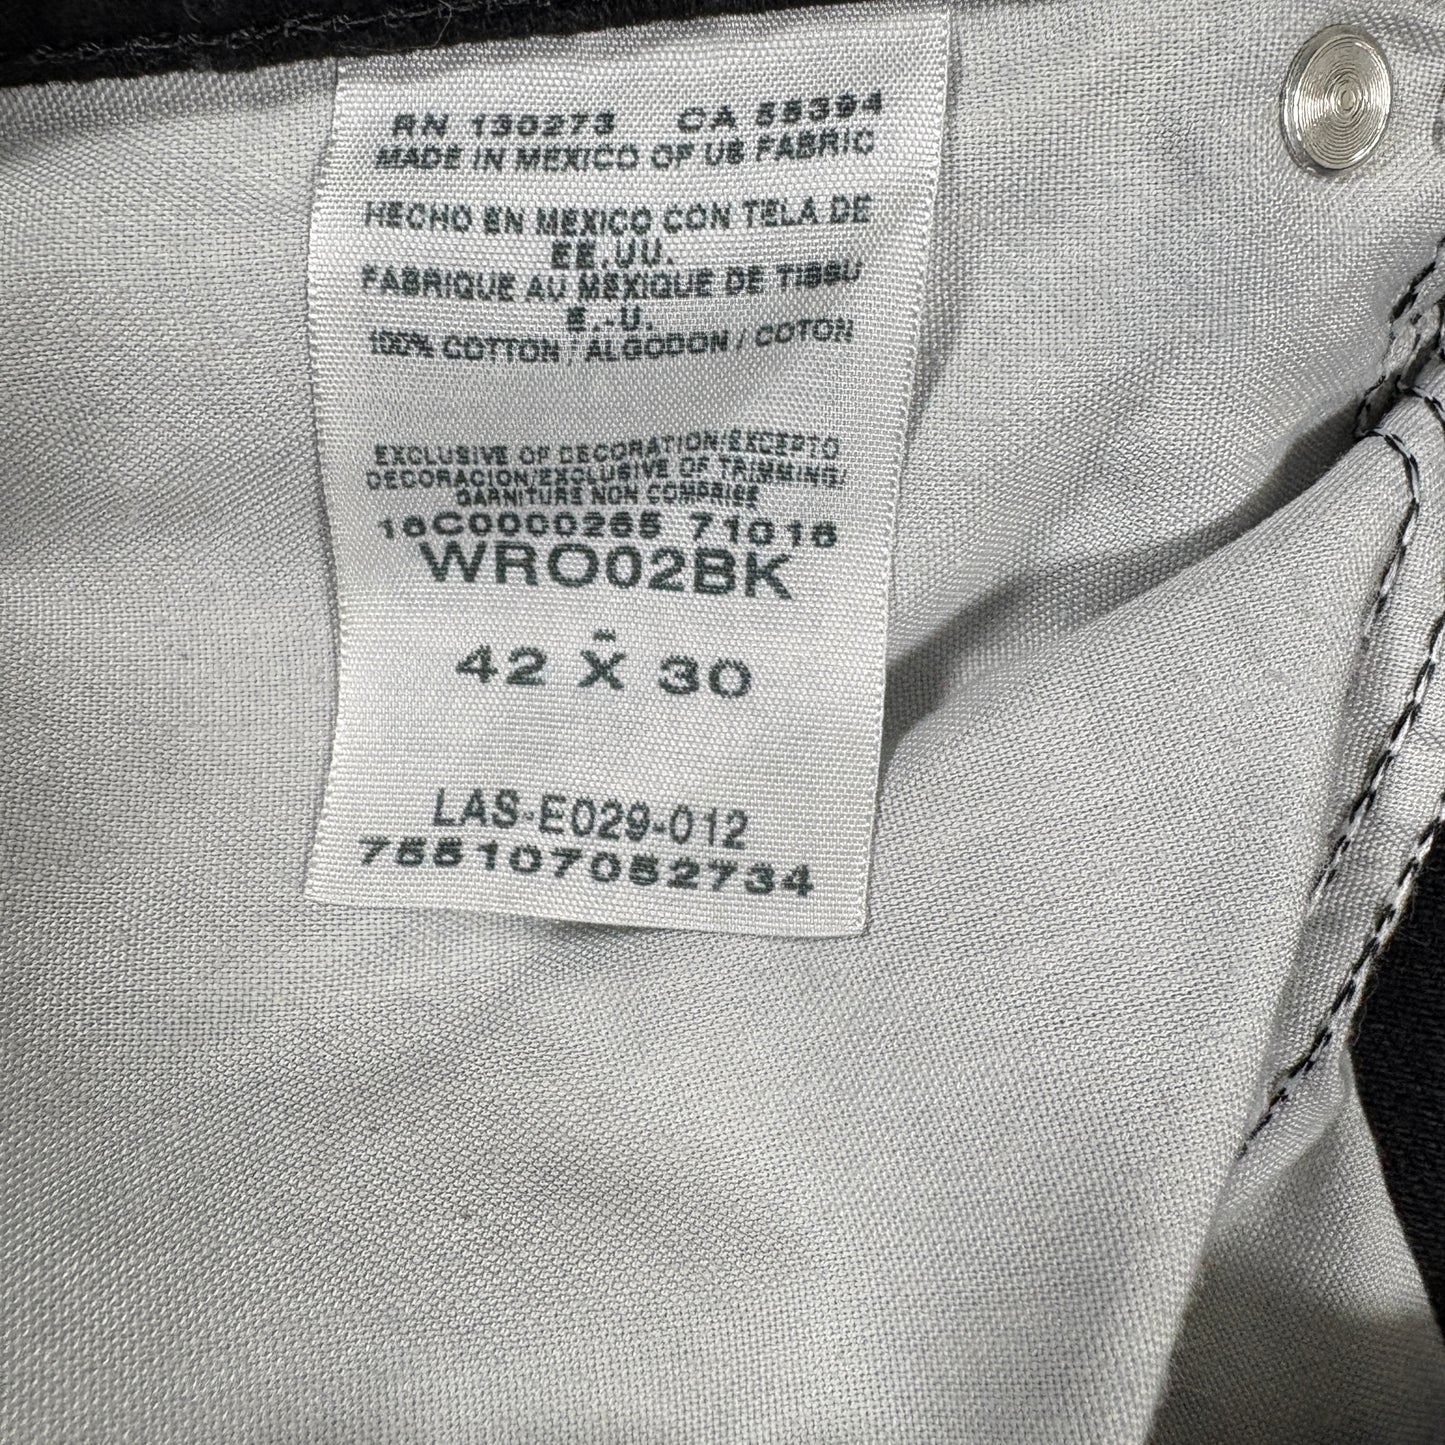 RN 130273 CA 55394
MADE IN MEXICO OF US FABRIC
HECHO EN MEXICO CON TELA DE
EE.UU.
FABRIQUE AU MEXIQUE DE TISSU
E.-U.
100% COTTON / ALGODON / COTON
EXCLUSIVE OF DECORATION/EXCEPTO
DECORACION/EXCLUSIVE OF TRIMMING/
GARNITURE NON COMPRISE
16C0000265 71016
WRO02BK
42 X 30
LAS-E029-012
755107052734